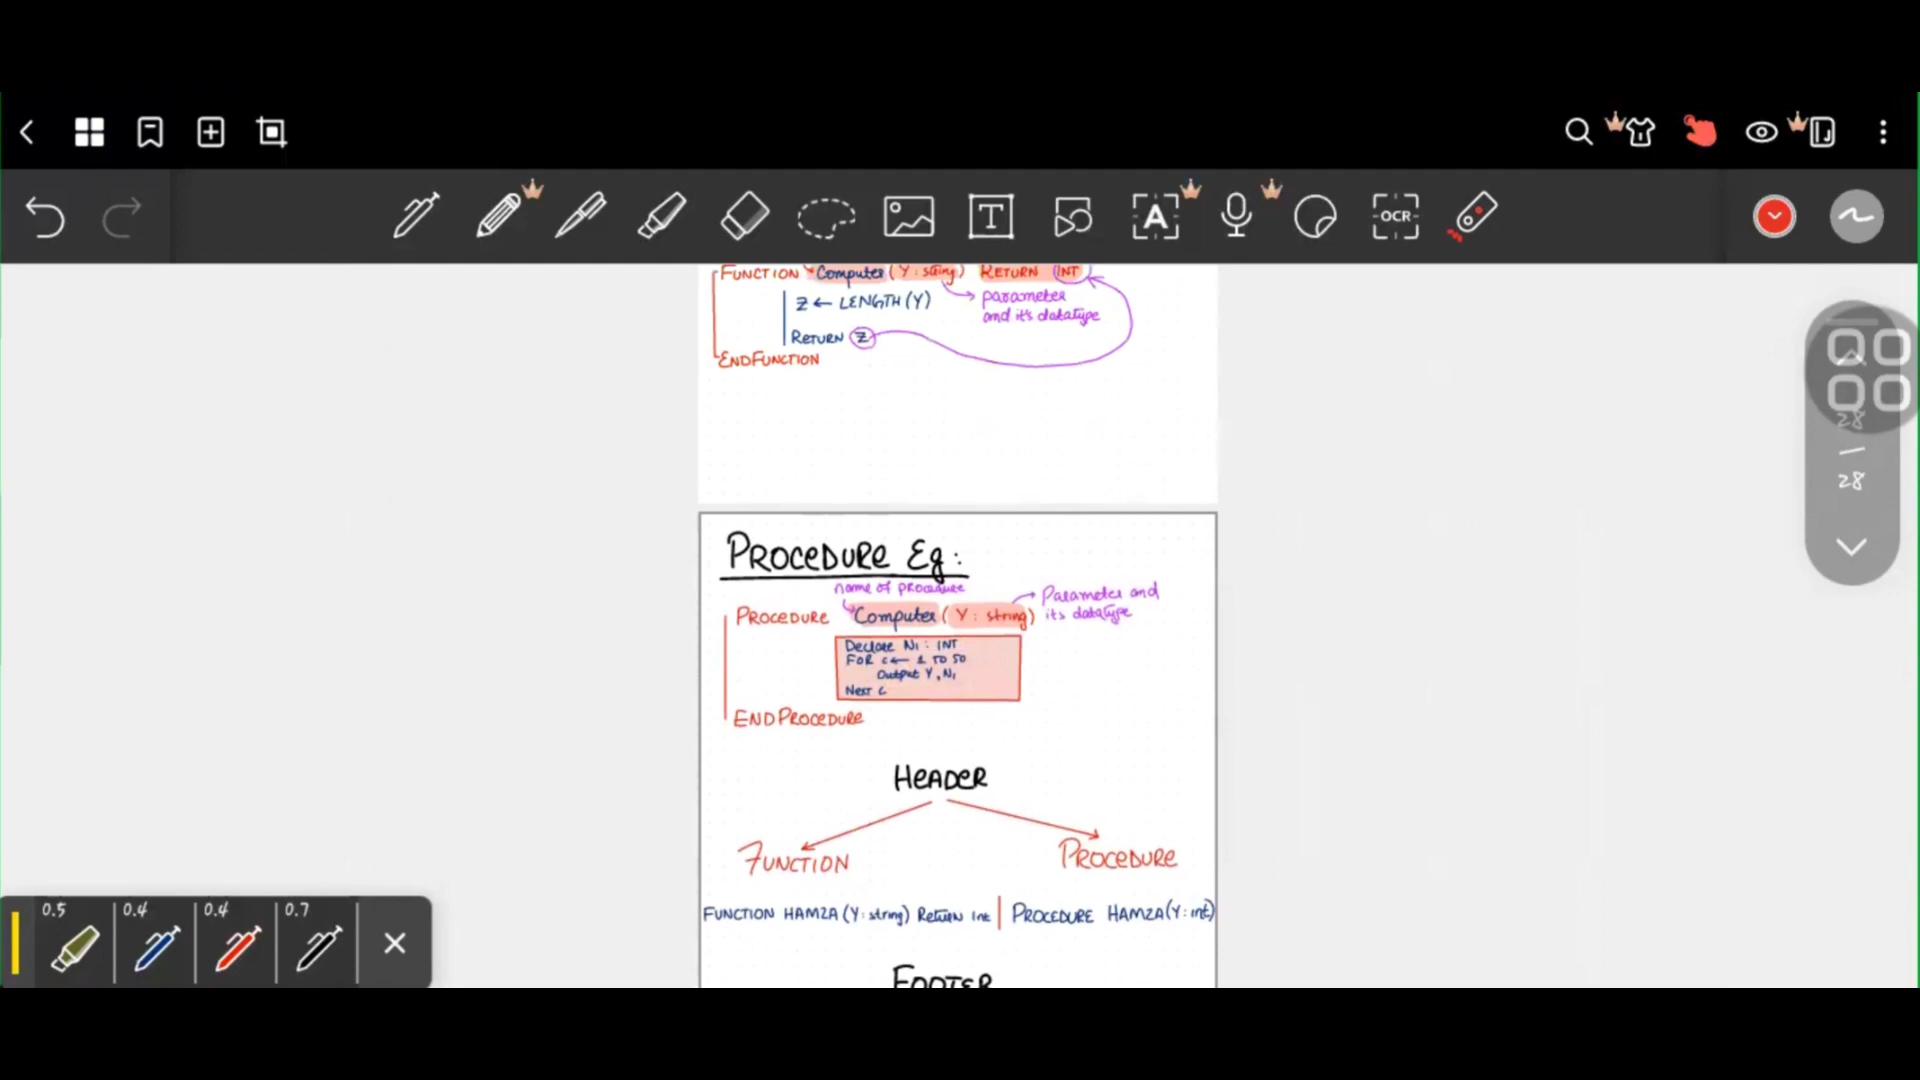 A
OCR
T
FUNCTION Computer (Y: string) RETURN INT
Z ← LENGTH (Y)
parameter
and it's datatype
RETURN Z
ENDFUNCTION
28
28
PROCEDURE Eg:
name of procedure
Parameter and
its datatype
PROCEDURE Computer (Y: string)
Declare N1: INT
FOR c ← 1 TO 50
Output Y, N1
Next c
ENDPROCEDURE
HEADER
FUNCTION
PROCEDURE
FUNCTION HAMZA (Y: string) Return int | PROCEDURE HAMZA (Y: int)
FOOTER
0.5 0.4 0.4 0.7